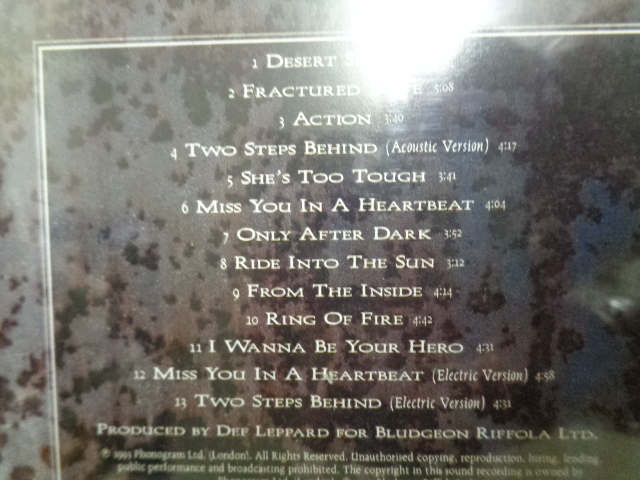 1 Desert
2 Fractured 3:08
3 Action 3:40
4 Two Steps Behind (Acoustic Version) 4:17
5 She's Too Tough 3:41
6 Miss You In A Heartbeat 4:04
7 Only After Dark 3:52
8 Ride Into The Sun 3:12
9 From The Inside 4:14
10 Ring Of Fire 4:42
11 I Wanna Be Your Hero 4:31
12 Miss You In A Heartbeat (Electric Version) 4:58
13 Two Steps Behind (Electric Version) 4:31
Produced by Def Leppard for Bludgeon Riffola Ltd.
℗ 1993 Phonogram Ltd. (London). All Rights Reserved. Unauthorised copying, reproduction, hiring, lending
public performance and broadcasting prohibited. The copyright in this sound recording is owned by